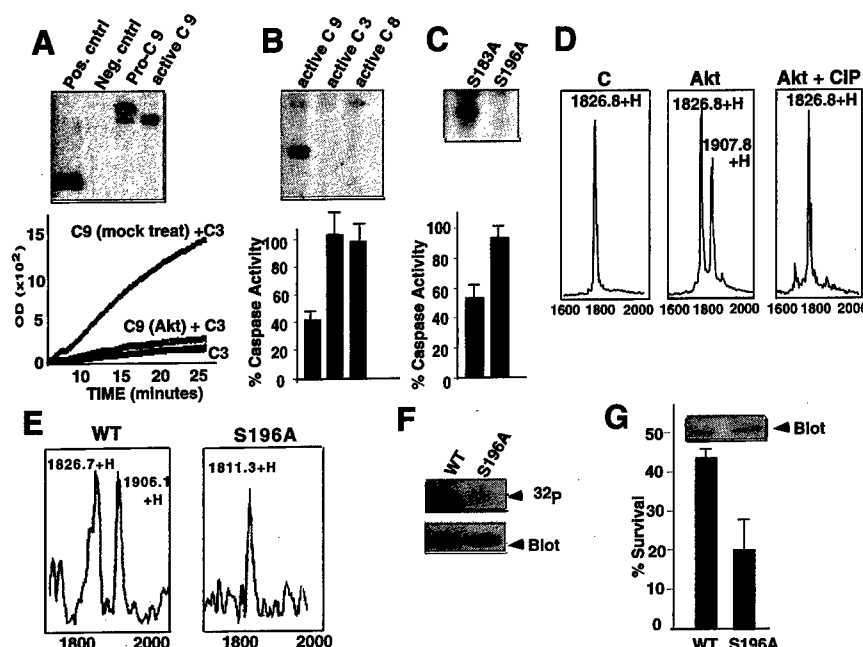 A
Pos. cntrl
Neg. cntrl
Pro-C 9
active C 9
15
10
5
0
OD (x10²)
C9 (mock treat) +C3
C9 (Akt) + C3
C3
10 15 20 25
TIME (minutes)
B
active C 9
active C 3
active C 8
100
80
60
40
20
0
% Caspase Activity
C
S183A
S196A
100
80
60
40
20
0
% Caspase Activity
D
C
Akt
Akt + CIP
1826.8+H
1826.8+H
1907.8
+H
1826.8+H
1600 1800 2000
1600 1800 2000
1600 1800 2000
E
WT
S196A
1826.7+H
1906.1
+H
1811.3+H
1800 2000
1800 2000
F
WT
S196A
32P
Blot
G
Blot
50
40
30
20
10
0
% Survival
WT S196A